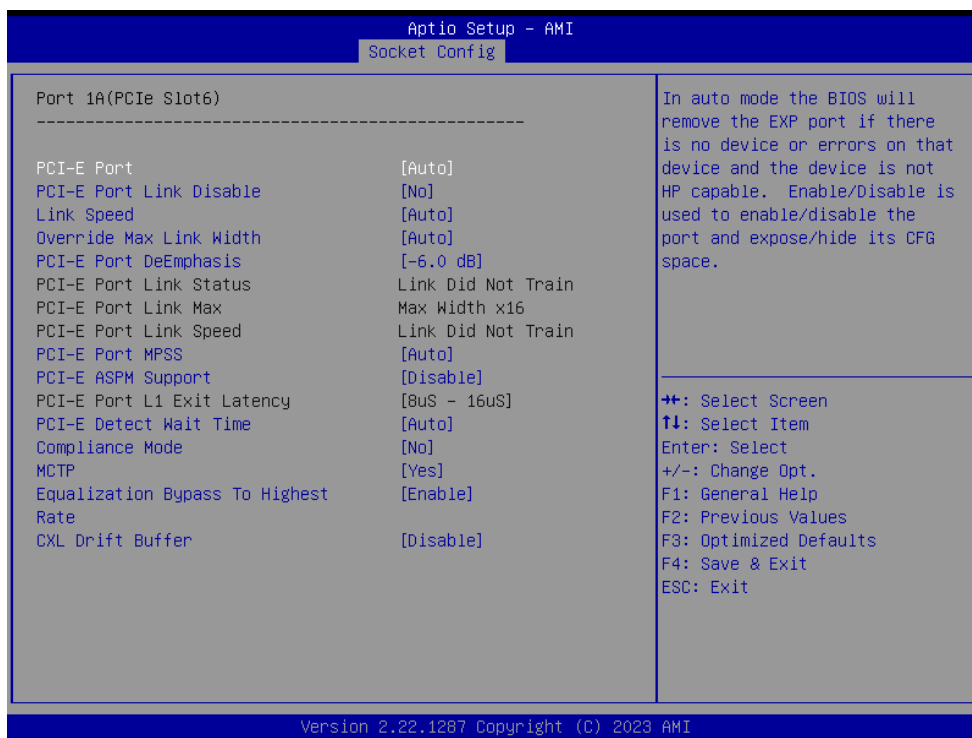 Aptio Setup – AMI
Socket Config
Port 1A(PCIe Slot6)
--------------------------------------------------
PCI-E Port [Auto]
PCI-E Port Link Disable [No]
Link Speed [Auto]
Override Max Link Width [Auto]
PCI-E Port DeEmphasis [-6.0 dB]
PCI-E Port Link Status Link Did Not Train
PCI-E Port Link Max Max Width x16
PCI-E Port Link Speed Link Did Not Train
PCI-E Port MPSS [Auto]
PCI-E ASPM Support [Disable]
PCI-E Port L1 Exit Latency [8uS - 16uS]
PCI-E Detect Wait Time [Auto]
Compliance Mode [No]
MCTP [Yes]
Equalization Bypass To Highest [Enable]
Rate
CXL Drift Buffer [Disable]
In auto mode the BIOS will
remove the EXP port if there
is no device or errors on that
device and the device is not
HP capable.  Enable/Disable is
used to enable/disable the
port and expose/hide its CFG
space.
→←: Select Screen
↑↓: Select Item
Enter: Select
+/-: Change Opt.
F1: General Help
F2: Previous Values
F3: Optimized Defaults
F4: Save & Exit
ESC: Exit
Version 2.22.1287 Copyright (C) 2023 AMI